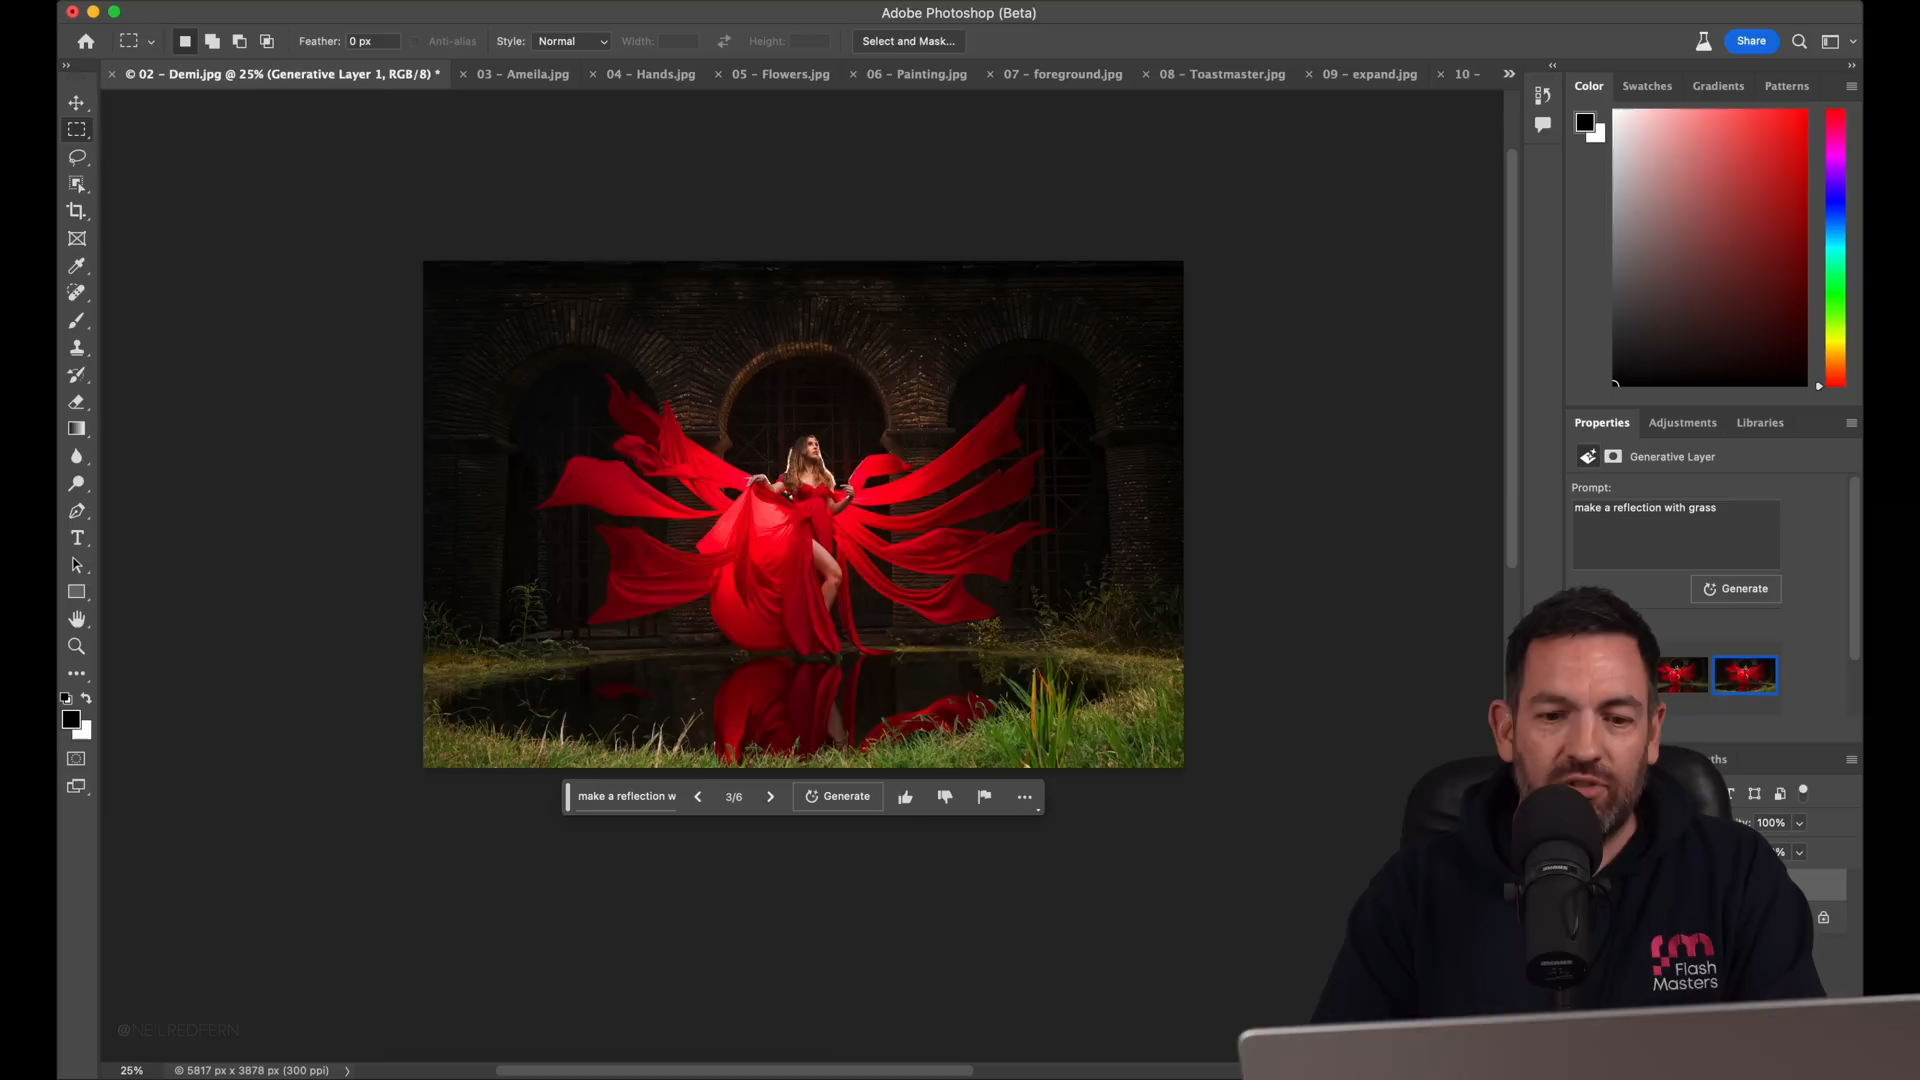 Adobe Photoshop (Beta)
Feather: 0 px Anti-alias Style: Normal Width: Height: Select and Mask... Share
© 02 - Demi.jpg @ 25% (Generative Layer 1, RGB/8) * 03 - Ameila.jpg 04 - Hands.jpg 05 - Flowers.jpg 06 - Painting.jpg 07 - foreground.jpg 08 - Toastmaster.jpg 09 - expand.jpg 10 -
Color Swatches Gradients Patterns
Properties Adjustments Libraries
Generative Layer
Prompt:
make a reflection with grass
Generate
make a reflection w 3/6 Generate
ths
ity: 100%
%
Flash
Masters
@NEILREDFERN
25% © 5817 px x 3878 px (300 ppi)